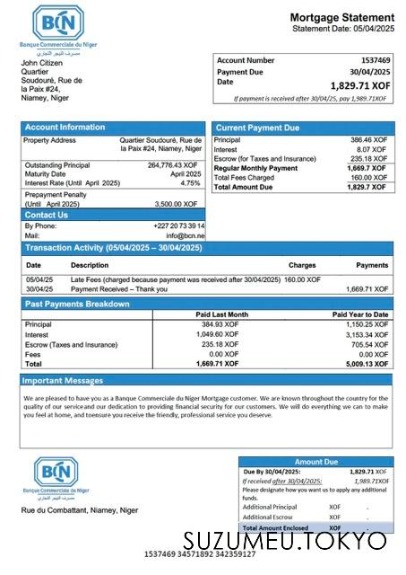 BCN
Banque Commerciale du Niger
المصرف النيجر التجاري
Mortgage Statement
Statement Date: 05/04/2025
John Citizen
Quartier
Soudouré, Rue de
la Paix #24,
Niamey, Niger
Account Number 1537469
Payment Due 30/04/2025
Date 1,829.71 XOF
If payment is received after 30/04/25, pay 1,989.71XOF
Account Information
Property Address Quartier Soudouré, Rue de
la Paix #24, Niamey, Niger
Outstanding Principal 264,776.43 XOF
Maturity Date April 2025
Interest Rate (Until April 2025) 4.75%
Prepayment Penalty
(Until April 2025) 3,500.00 XOF
Contact Us
By Phone: +227 20 73 39 14
Mail: info@bcn.ne
Current Payment Due
Principal 386.46 XOF
Interest 8.07 XOF
Escrow (for Taxes and Insurance) 235.18 XOF
Regular Monthly Payment 1,669.7 XOF
Total Fees Charged 160.00 XOF
Total Amount Due 1,829.7 XOF
Transaction Activity (05/04/2025 – 30/04/2025)
Date Description Charges Payments
05/04/25 Late Fees (charged because payment was received after 30/04/2025) 160.00 XOF
30/04/25 Payment Received – Thank you 1,669.71 XOF
Past Payments Breakdown
Paid Last Month Paid Year to Date
Principal 384.93 XOF 1,150.25 XOF
Interest 1,049.60 XOF 3,153.34 XOF
Escrow (Taxes and Insurance) 235.18 XOF 705.54 XOF
Fees 0.00 XOF 0.00 XOF
Total 1,669.71 XOF 5,009.13 XOF
Important Messages
We are pleased to have you as a Banque Commerciale du Niger Mortgage customer. We are known throughout the country for the
quality of our service and our dedication to providing financial security for our customers. We will do everything we can to make
you feel at home, and toensure you receive the friendly, professional service you deserve.
BCN
Banque Commerciale du Niger
Rue du Combattant, Niamey, Niger
Amount Due
Due By 30/04/2025: 1,829.71 XOF
If received after 30/04/2025: 1,989.71XOF
Please designate how you want us to apply any additional
funds.
Additional Principal XOF .
Additional Escrow XOF .
Total Amount Enclosed XOF .
SUZUMEU.TOKYO
1537469 34571892 342359127